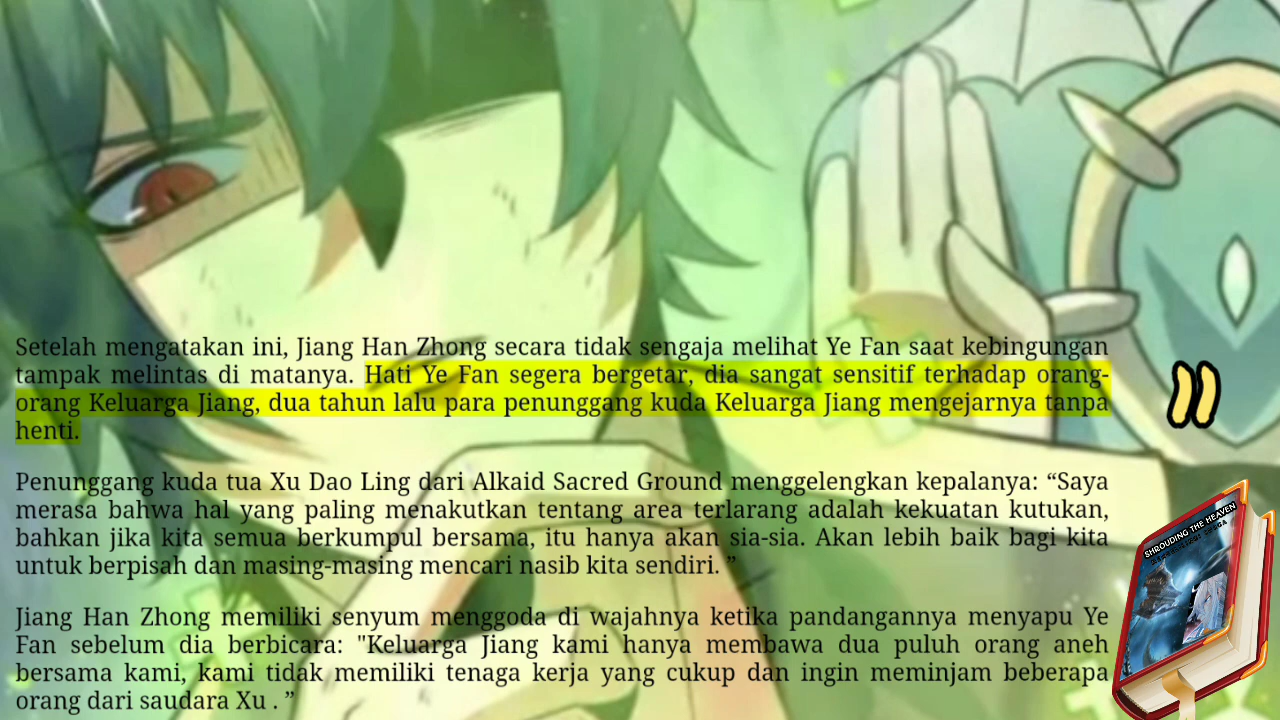 Setelah mengatakan ini, Jiang Han Zhong secara tidak sengaja melihat Ye Fan saat kebingungan
tampak melintas di matanya. Hati Ye Fan segera bergetar, dia sangat sensitif terhadap orang-
orang Keluarga Jiang, dua tahun lalu para penunggang kuda Keluarga Jiang mengejarnya tanpa
henti.
Penunggang kuda tua Xu Dao Ling dari Alkaid Sacred Ground menggelengkan kepalanya: “Saya
merasa bahwa hal yang paling menakutkan tentang area terlarang adalah kekuatan kutukan,
bahkan jika kita semua berkumpul bersama, itu hanya akan sia-sia. Akan lebih baik bagi kita
untuk berpisah dan masing-masing mencari nasib kita sendiri. ”
Jiang Han Zhong memiliki senyum menggoda di wajahnya ketika pandangannya menyapu Ye
Fan sebelum dia berbicara: "Keluarga Jiang kami hanya membawa dua puluh orang aneh
bersama kami, kami tidak memiliki tenaga kerja yang cukup dan ingin meminjam beberapa
orang dari saudara Xu . ”
SHROUDING THE HEAVEN